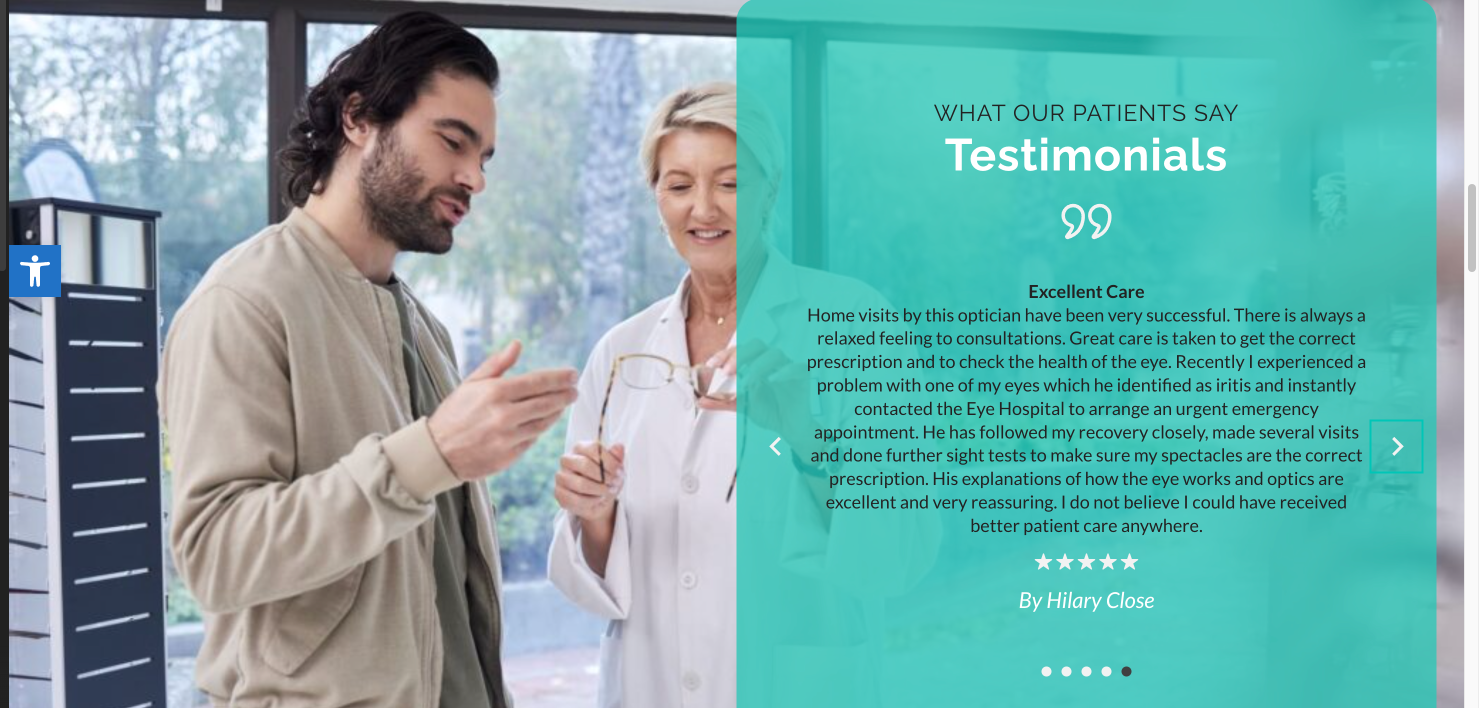 WHAT OUR PATIENTS SAY
Testimonials
Excellent Care
Home visits by this optician have been very successful. There is always a
relaxed feeling to consultations. Great care is taken to get the correct
prescription and to check the health of the eye. Recently I experienced a
problem with one of my eyes which he identified as iritis and instantly
contacted the Eye Hospital to arrange an urgent emergency
appointment. He has followed my recovery closely, made several visits
and done further sight tests to make sure my spectacles are the correct
prescription. His explanations of how the eye works and optics are
excellent and very reassuring. I do not believe I could have received
better patient care anywhere.
By Hilary Close